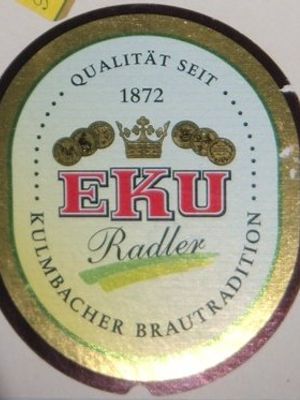 QUALITÄT SEIT
1872
EKU
Radler
KULMBACHER BRAUTRADITION